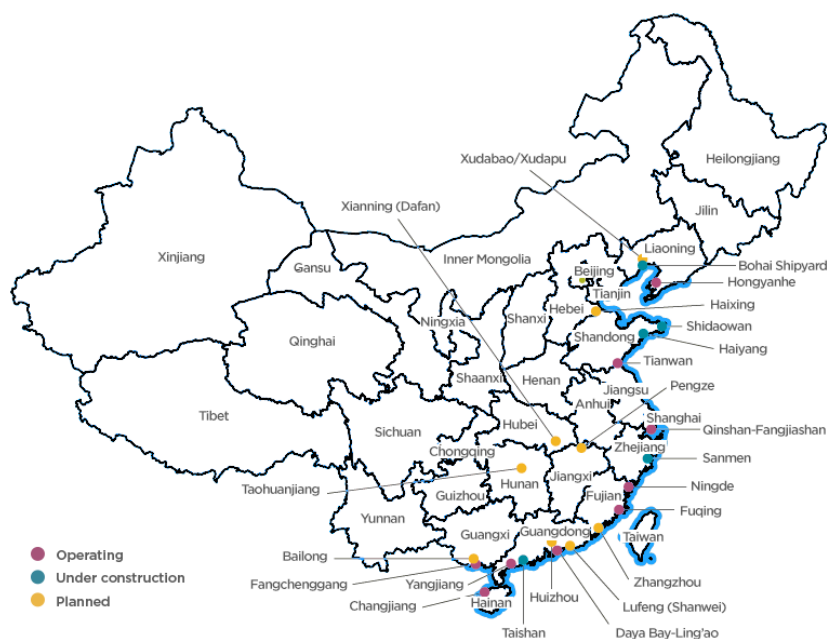 Heilongjiang
Xudabao/Xudapu
Jilin
Xianning (Dafan)
Liaoning
Xinjiang
Inner Mongolia
Gansu
Beijing
Bohai Shipyard
Hongyanhe
Tianjin
Haixing
Hebei
Ningxia
Shanxi
Shidaowan
Shandong
Qinghai
Haiyang
Henan
Tianwan
Shaanxi
Jiangsu
Pengze
Anhui
Tibet
Hubei
Shanghai
Qinshan-Fangjiashan
Sichuan
Chongqing
Zhejiang
Sanmen
Taohuanjiang
Hunan
Jiangxi
Ningde
Guizhou
Fujian
Fuqing
Yunnan
Guangxi
Guangdong
Taiwan
Operating
Bailong
Under construction
Zhangzhou
Fangchenggang
Yangjiang
Planned
Huizhou
Lufeng (Shanwei)
Changjiang
Hainan
Taishan
Daya Bay-Ling'ao